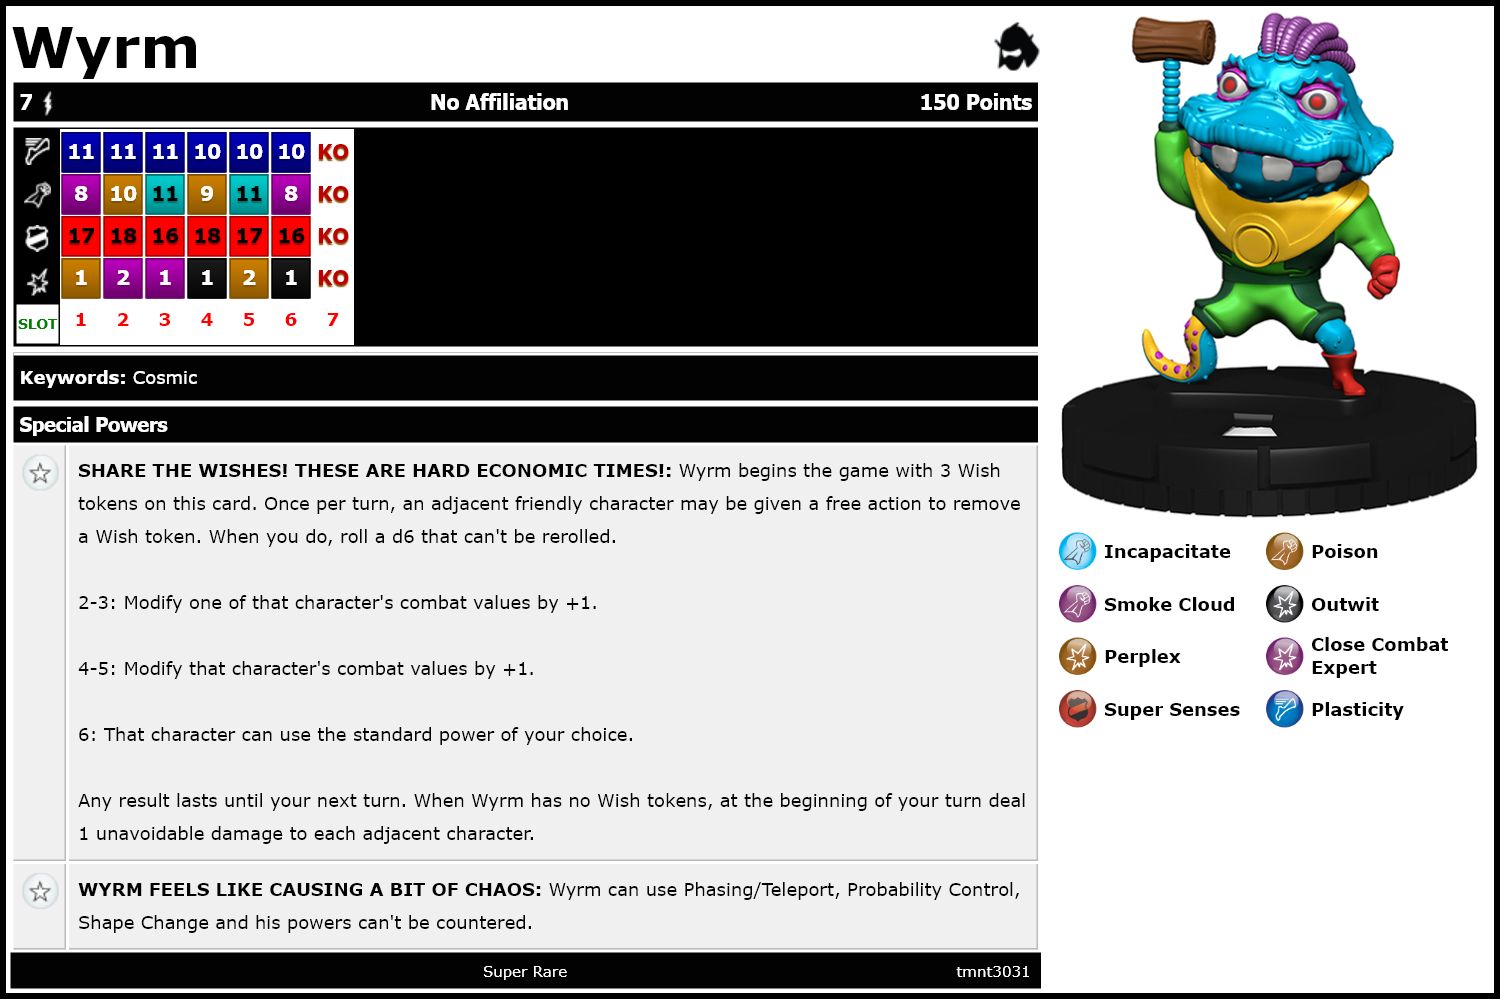 Wyrm
7 No Affiliation 150 Points
11 11 11 10 10 10 KO
8 10 11 9 11 8 KO
17 18 16 18 17 16 KO
1 2 1 1 2 1 KO
SLOT 1 2 3 4 5 6 7
Keywords: Cosmic
Special Powers
SHARE THE WISHES! THESE ARE HARD ECONOMIC TIMES!: Wyrm begins the game with 3 Wish
tokens on this card. Once per turn, an adjacent friendly character may be given a free action to remove
a Wish token. When you do, roll a d6 that can't be rerolled.
2-3: Modify one of that character's combat values by +1.
4-5: Modify that character's combat values by +1.
6: That character can use the standard power of your choice.
Any result lasts until your next turn. When Wyrm has no Wish tokens, at the beginning of your turn deal
1 unavoidable damage to each adjacent character.
WYRM FEELS LIKE CAUSING A BIT OF CHAOS: Wyrm can use Phasing/Teleport, Probability Control,
Shape Change and his powers can't be countered.
Super Rare tmnt3031
Incapacitate Poison
Smoke Cloud Outwit
Perplex Close Combat
Expert
Super Senses Plasticity